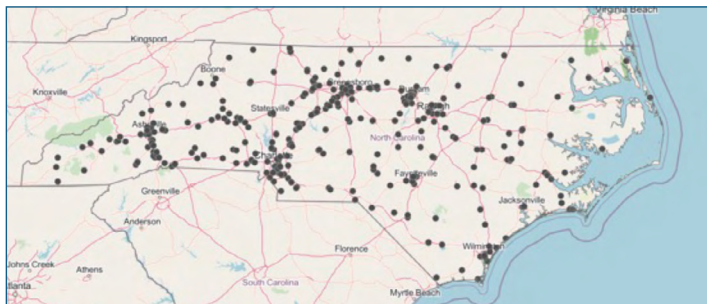 Virginia Beach
Kingsport
Boone
Knoxville
Greensboro
Durham
Statesville
Raleigh
Asheville
North Carolina
Charlotte
Fayetteville
Greenville
Jacksonville
Anderson
Wilmington
Florence
Johns Creek
Athens
South Carolina
Atlanta
Myrtle Beach